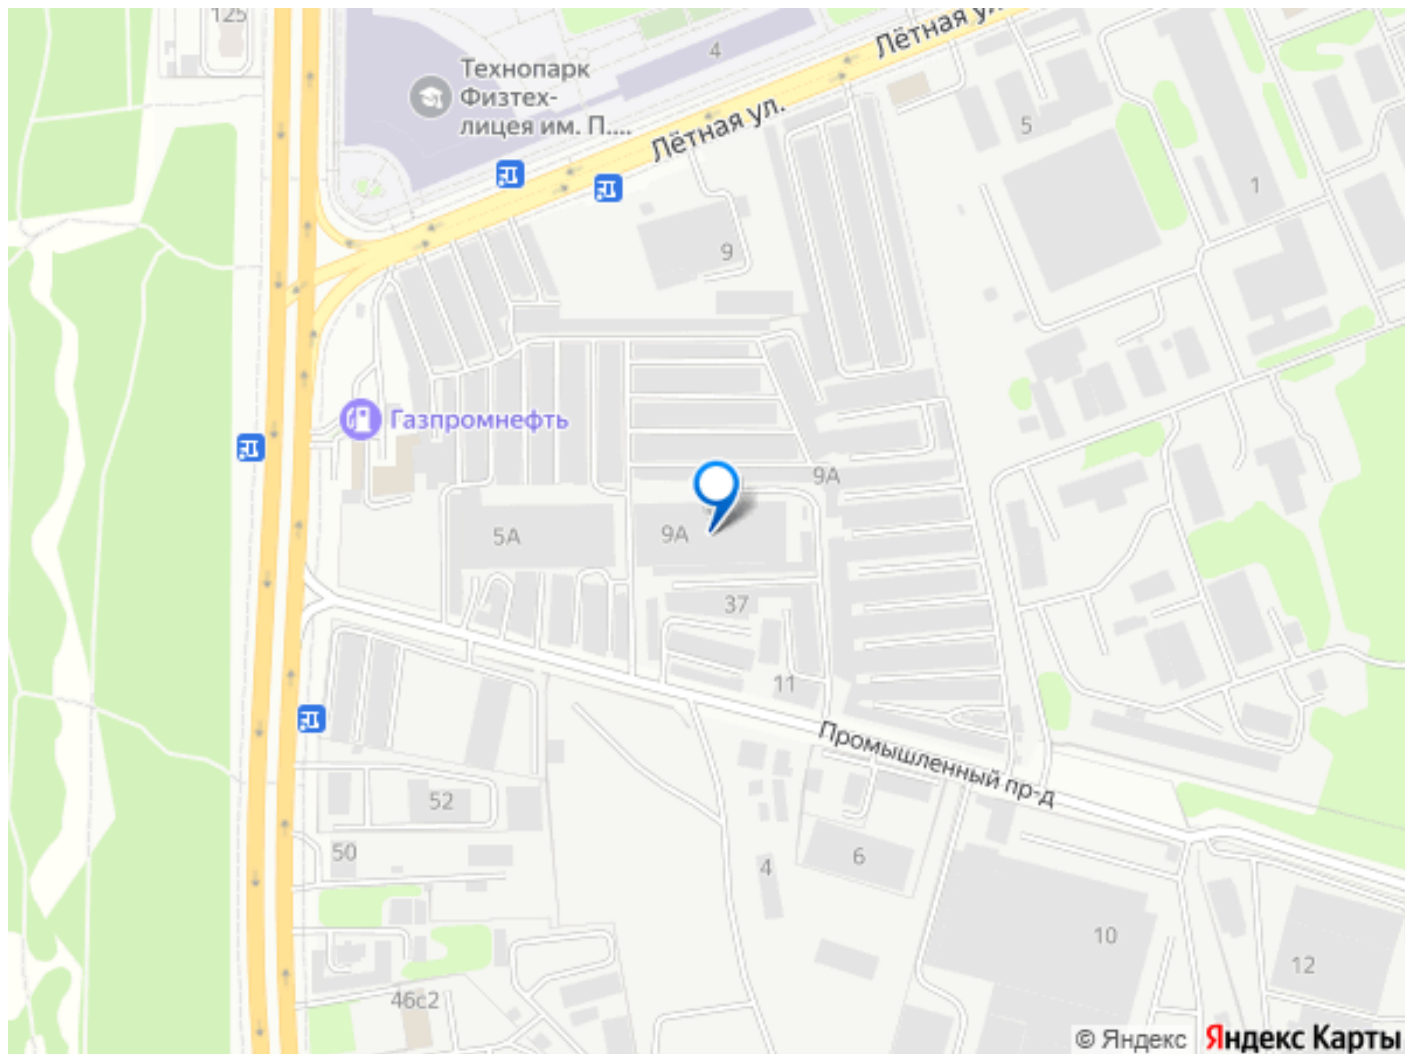 125
4
Лётная ул.
Технопарк
Физтех-
лицея им. П....
Лётная ул.
5
1
9
Газпромнефть
9А
5А
9А
37
11
Промышленный пр-д
52
50
6
4
10
12
46с2
© Яндекс
Яндекс Карты